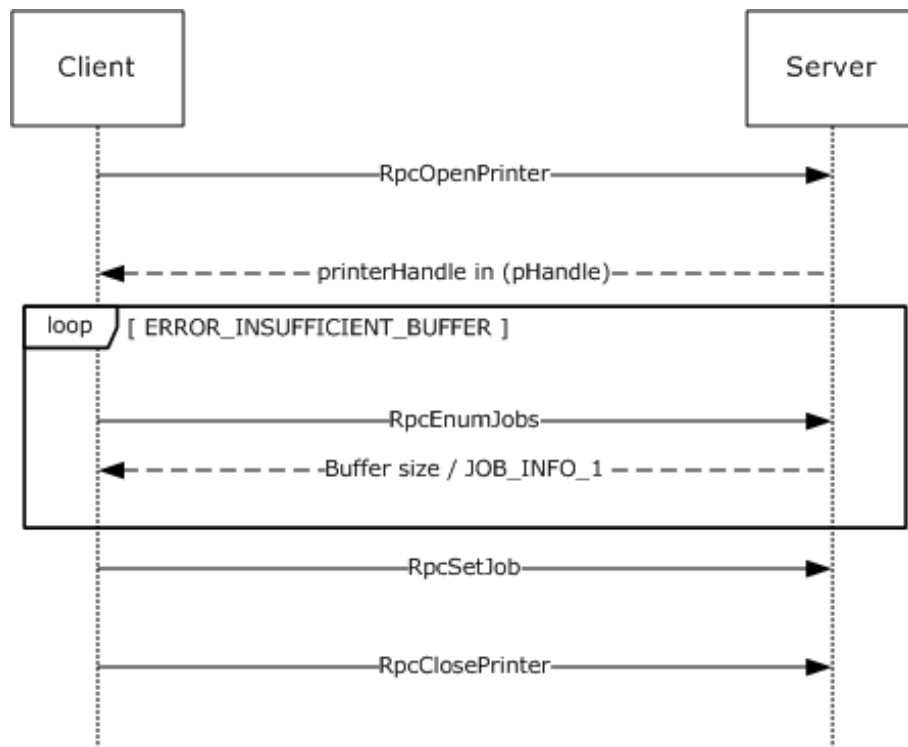 Client
Server
RpcOpenPrinter
printerHandle in (pHandle)
loop
[ ERROR_INSUFFICIENT_BUFFER ]
RpcEnumJobs
Buffer size / JOB_INFO_1
RpcSetJob
RpcClosePrinter